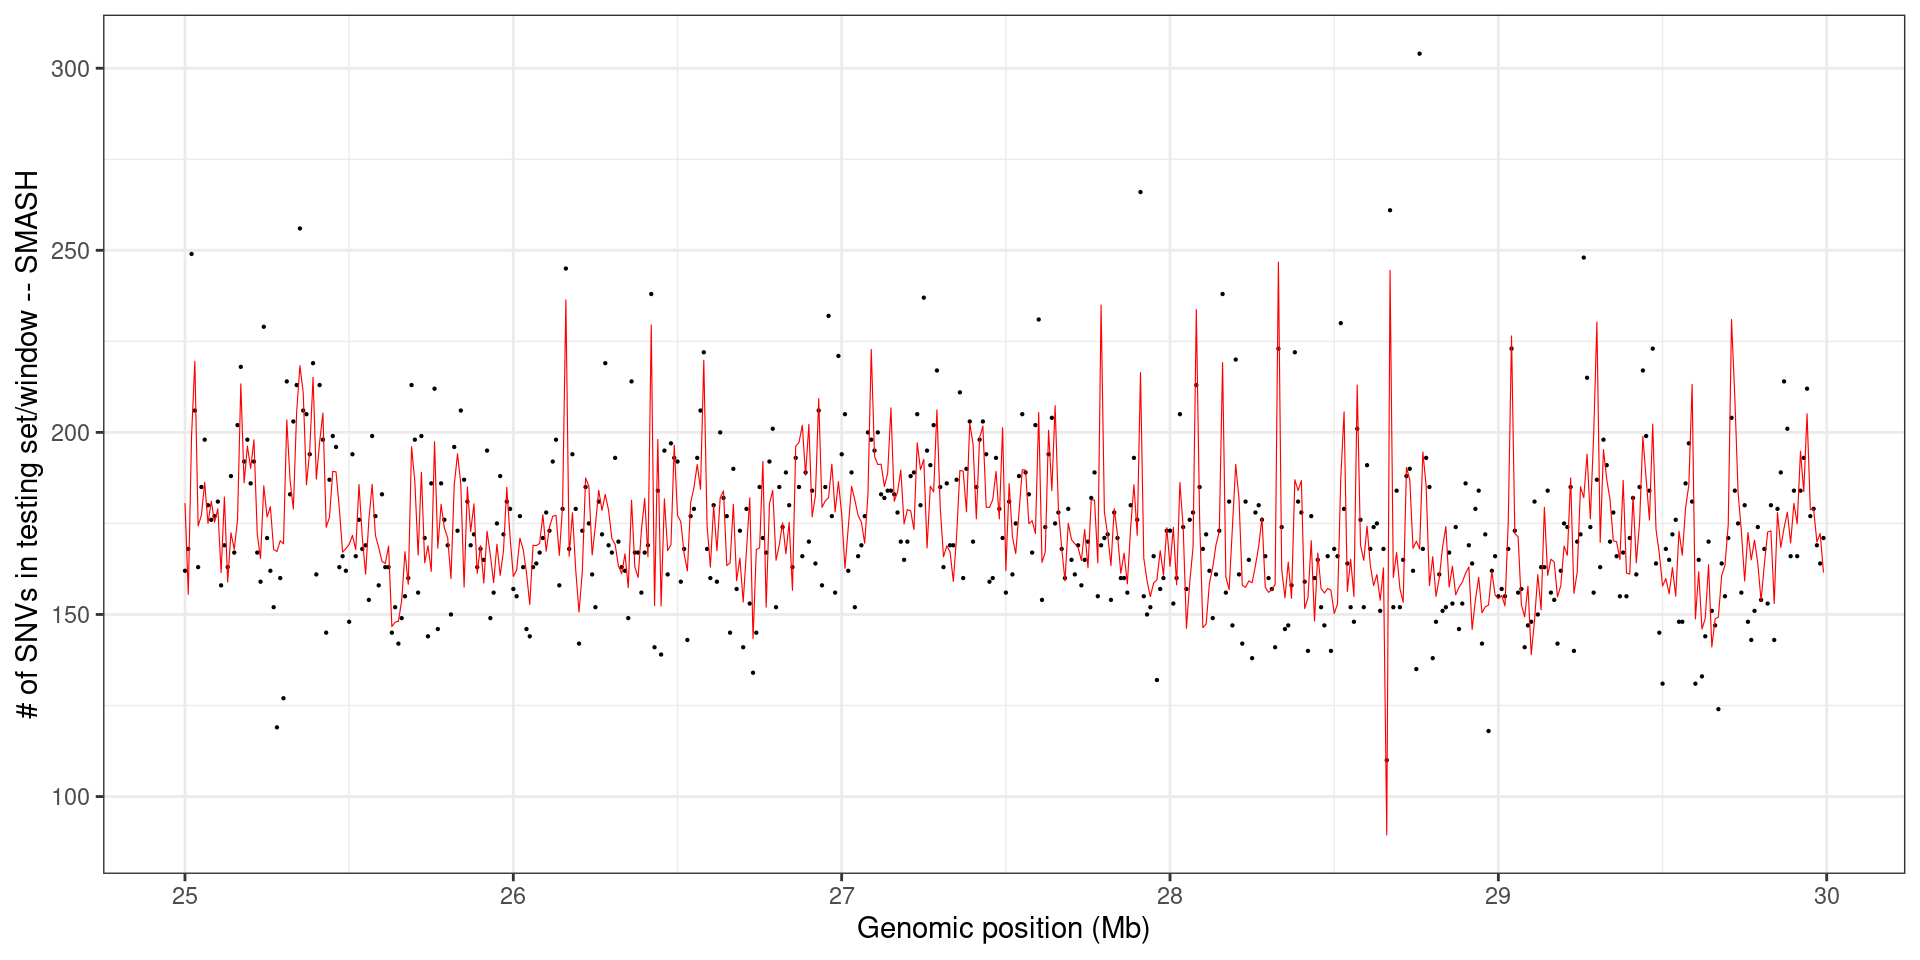 # of SNVs in testing set/window -- SMASH
300
250
200
150
100
25 26 27 28 29 30
Genomic position (Mb)